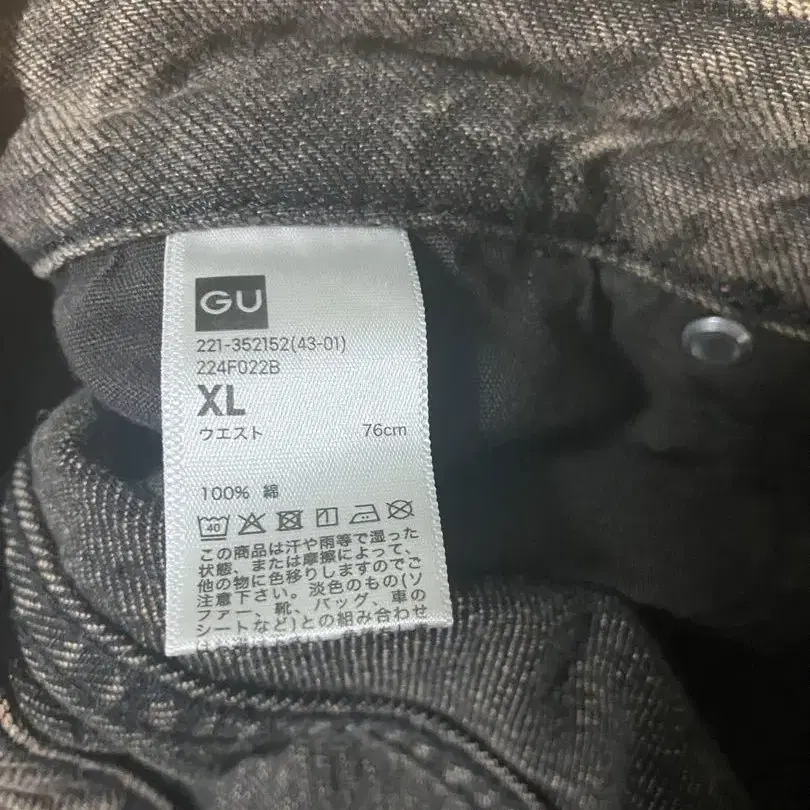 GU
221-352152(43-01)
224F022B
XL
ウエスト 76cm
100% 綿
40
この商品は汗や雨等で湿った
状態、または摩擦によって、
他の物に色移りしますのでご
注意下さい。淡色のもの(ソ
ファー、靴、バッグ、車の
シートなど)との組み合わせ